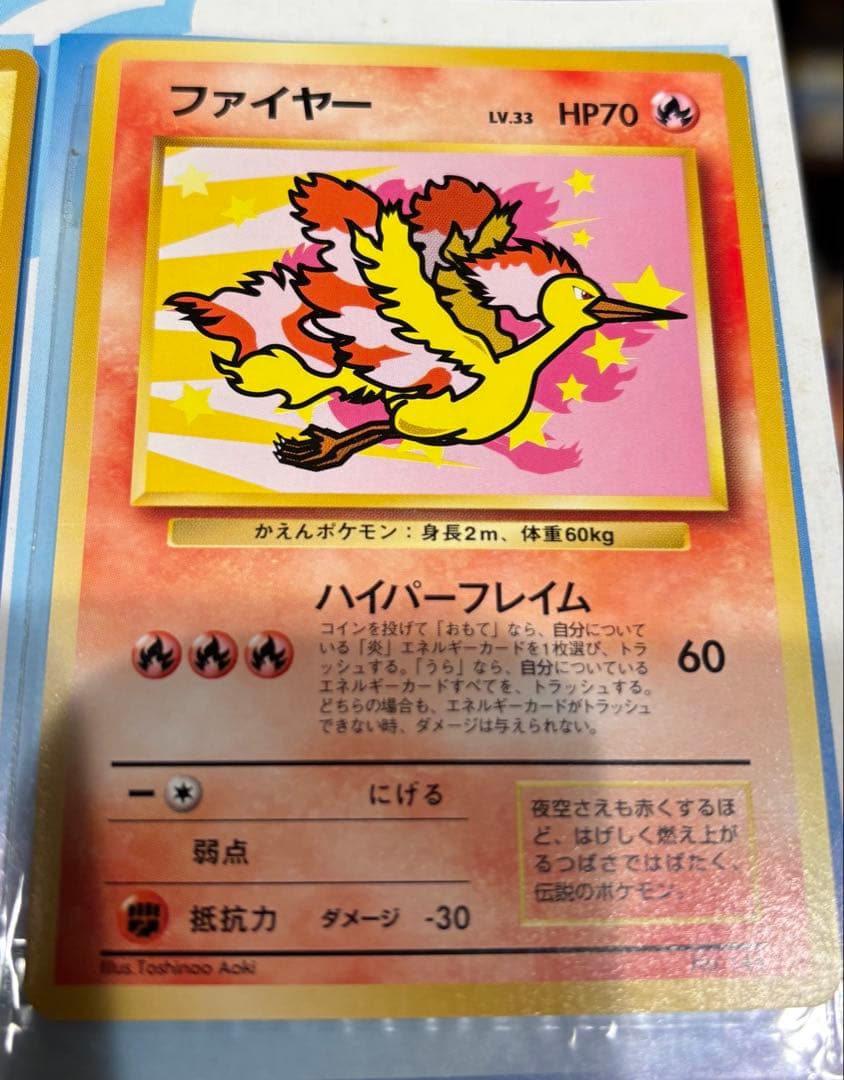 ファイヤー LV.33 HP70
かえんポケモン：身長2m、体重60kg
ハイパーフレイム
コインを投げて「おもて」なら、自分につい​て
いる「炎」エネルギーカードを1枚選び、トラ
ッシュする。「うら」なら、自分についている
エネルギーカードすべてを、トラッシュする。
どちらの場合も、エネルギーカードがトラッシュ
できない時、ダメージは与えられない。
60
にげる
弱点
抵抗力 ダメージ -30
夜空さえも赤くするほ
ど、はげしく燃え上が
るつばさではばたく、
伝説のポケモン。
Illus.Toshinao Aoki